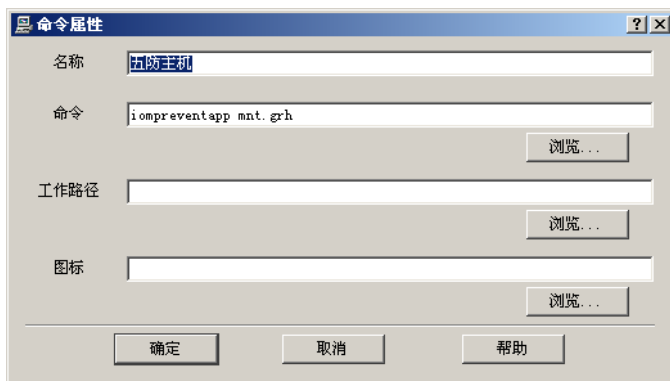 命令属性
名称
五防主机
命令
iompreventapp mnt.grh
浏览...
工作路径
浏览...
图标
浏览...
确定 取消 帮助